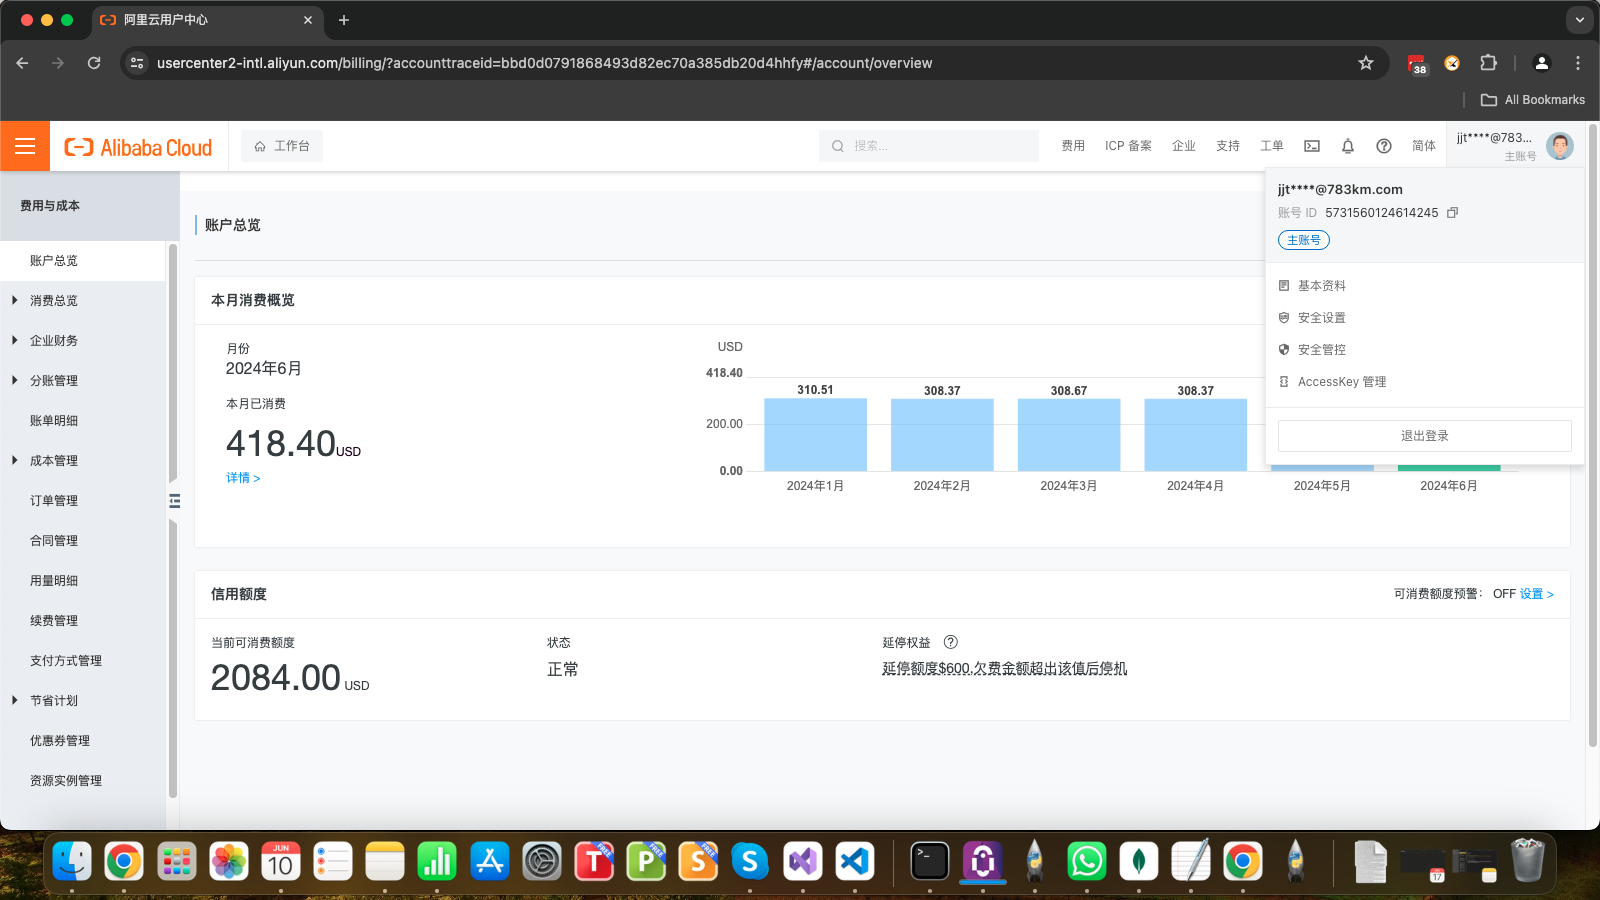 阿里云用户中心
usercenter2-intl.aliyun.com/billing/?accounttraceid=bbd0d0791868493d82ec70a385db20d4hhfy#/account/overview
38
All Bookmarks
Alibaba Cloud
工作台
搜索...
费用
ICP 备案
企业
支持
工单
简体
jjt****@783...
主账号
jjt****@783km.com
账号 ID 5731560124614245
主账号
基本资料
安全设置
安全管控
AccessKey 管理
退出登录
费用与成本
账户总览
消费总览
企业财务
分账管理
账单明细
成本管理
订单管理
合同管理
用量明细
续费管理
支付方式管理
节省计划
优惠券管理
资源实例管理
账户总览
本月消费概览
月份
2024年6月
本月已消费
418.40USD
详情 >
USD
418.40
200.00
0.00
310.51
308.37
308.67
308.37
2024年1月
2024年2月
2024年3月
2024年4月
2024年5月
2024年6月
信用额度
可消费额度预警： OFF 设置 >
当前可消费额度
2084.00 USD
状态
正常
延停权益
延停额度$600,欠费金额超出该值后停机
JUN
10
T
FREE
P
FREE
S
FREE
S
17